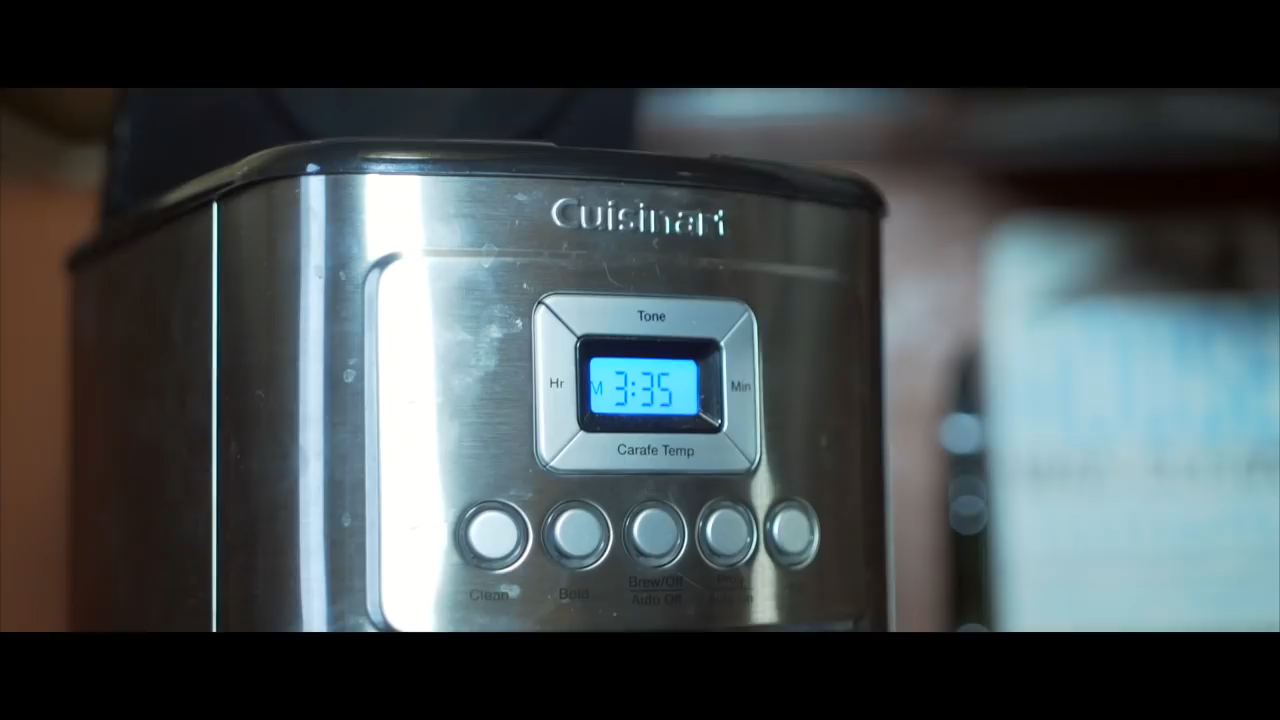 Cuisinart
Tone
Hr
M 3:35
Min
Carafe Temp
Clean
Bold
Brew/Off
Auto Off